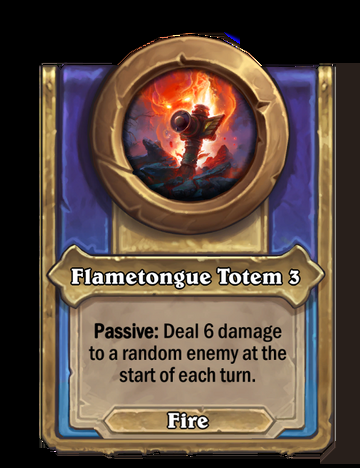 Flametongue Totem 3
Passive: Deal 6 damage
to a random enemy at the
start of each turn.
Fire